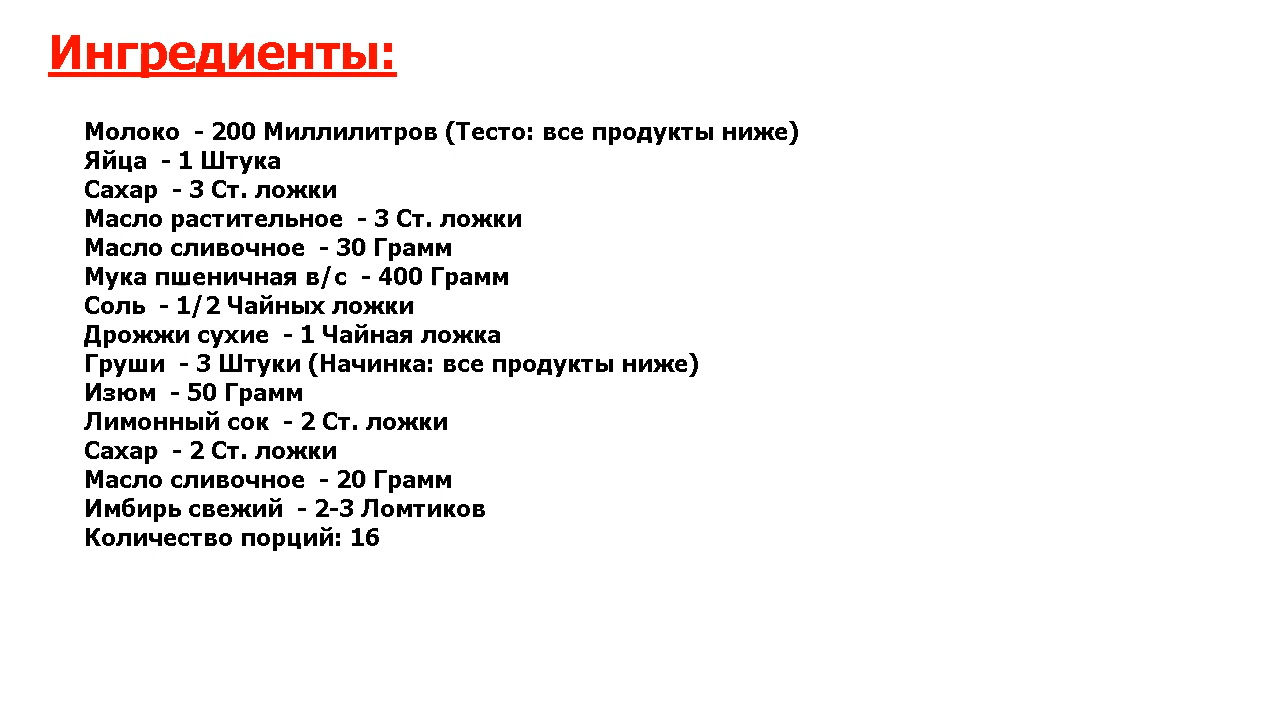 Ингредиенты:
Молоко  - 200 Миллилитров (Тесто: все продукты ниже)
Яйца  - 1 Штука
Сахар  - 3 Ст. ложки
Масло растительное  - 3 Ст. ложки
Масло сливочное  - 30 Грамм
Мука пшеничная в/с  - 400 Грамм
Соль  - 1/2 Чайных ложки
Дрожжи сухие  - 1 Чайная ложка
Груши  - 3 Штуки (Начинка: все продукты ниже)
Изюм  - 50 Грамм
Лимонный сок  - 2 Ст. ложки
Сахар  - 2 Ст. ложки
Масло сливочное  - 20 Грамм
Имбирь свежий  - 2-3 Ломтиков
Количество порций: 16